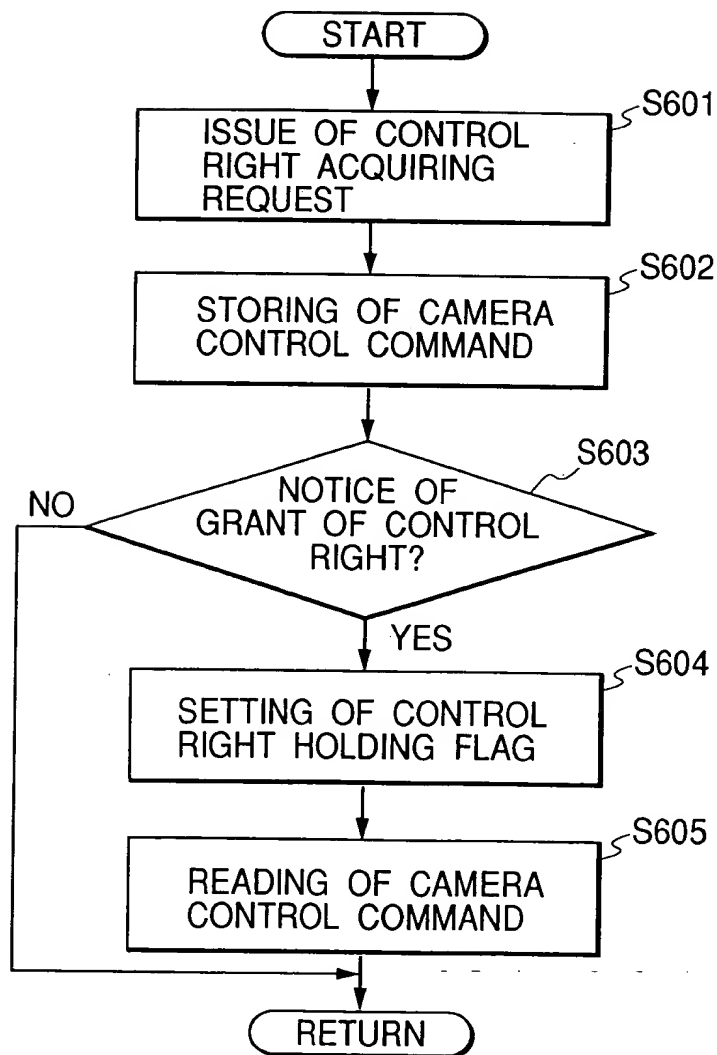 START
S601
ISSUE OF CONTROL
RIGHT ACQUIRING
REQUEST
S602
STORING OF CAMERA
CONTROL COMMAND
S603
NOTICE OF
GRANT OF CONTROL
RIGHT?
NO
YES
S604
SETTING OF CONTROL
RIGHT HOLDING FLAG
S605
READING OF CAMERA
CONTROL COMMAND
RETURN